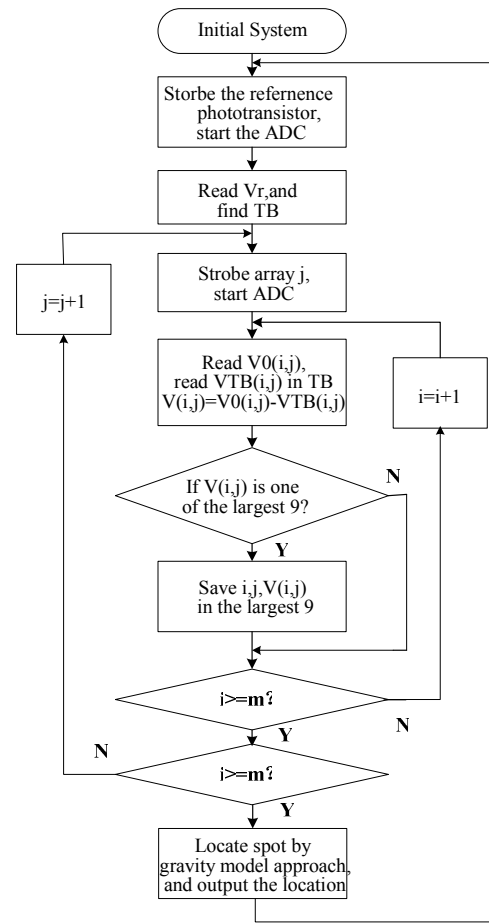 Initial System
Storbe the refernence
phototransistor,
start the ADC
Read Vr,and
find TB
Strobe array j,
start ADC
j=j+1
Read V0(i,j),
read VTB(i,j) in TB
V(i,j)=V0(i,j)-VTB(i,j)
i=i+1
If V(i,j) is one
of the largest 9?
N
Y
Save i,j,V(i,j)
in the largest 9
i>=m?
N
Y
N
j>=m?
Y
Locate spot by
gravity model approach,
and output the location